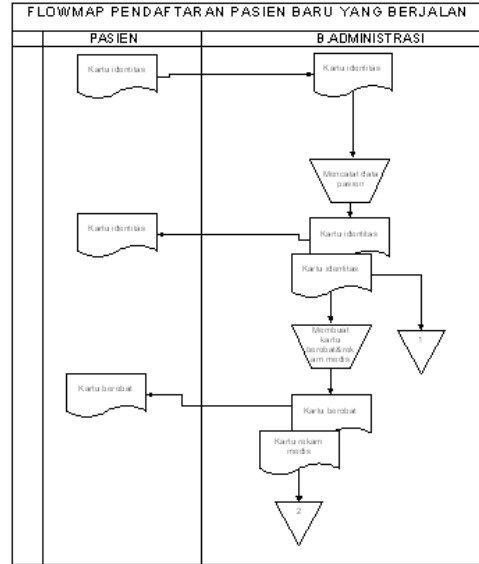 FLOWMAP PENDAFTARAN PASIEN BARU YANG BERJALAN
PASIEN
B.ADMINISTRASI
Kartu identitas
Kartu identitas
Mencatat data
pasien
Kartu identitas
Kartu identitas
Kartu identitas
1
Membuat
kartu
berobat&rek
am medis
Kartu berobat
Kartu berobat
Kartu rekam
medis
2